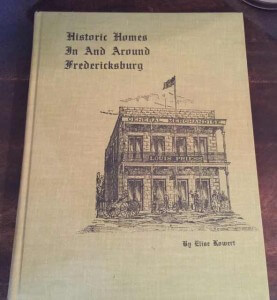 Historic Homes
In And Around
Fredericksburg
GENERAL MERCHANDISE
LOUIS PRIESS
By Elise Kowert